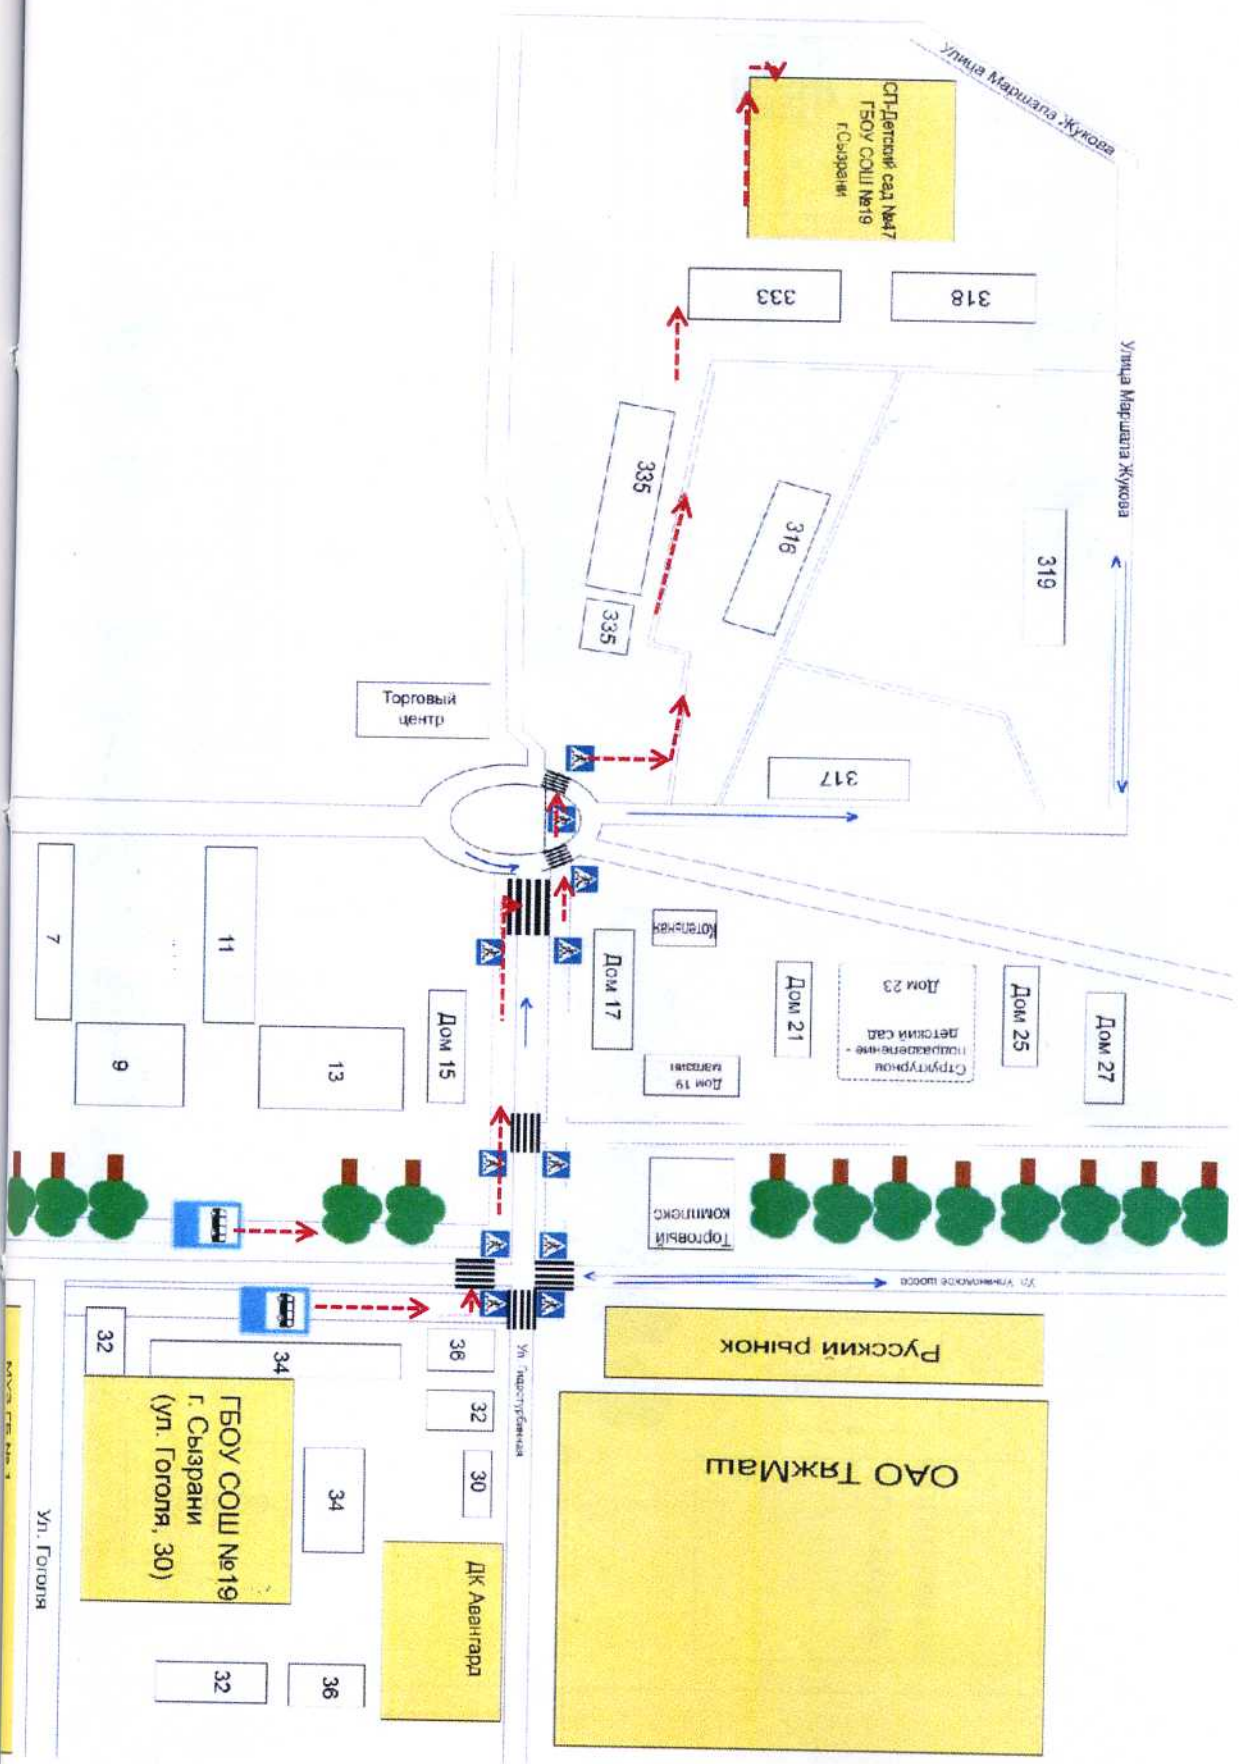 Улица Маршала Жукова
СП-Детский сад №47
ГБОУ СОШ №19
г.Сызрани
333
318
Улица Маршала Жукова
335
316
319
335
Торговый
центр
317
7
11
9
13
Дом 15
Дом 17
Котельная
Дом 19
магазин
Дом 21
Дом 23
Структурное
подразделение -
детский сад
Дом 25
Дом 27
Торговый
комплекс
Ул. Ульяновское шоссе
32
34
36
Ул. Гидротурбинная
Русский рынок
32
30
34
ГБОУ СОШ №19
г. Сызрани
(ул. Гоголя, 30)
ДК Авангард
ОАО ТяжМаш
Ул. Гоголя
32
36